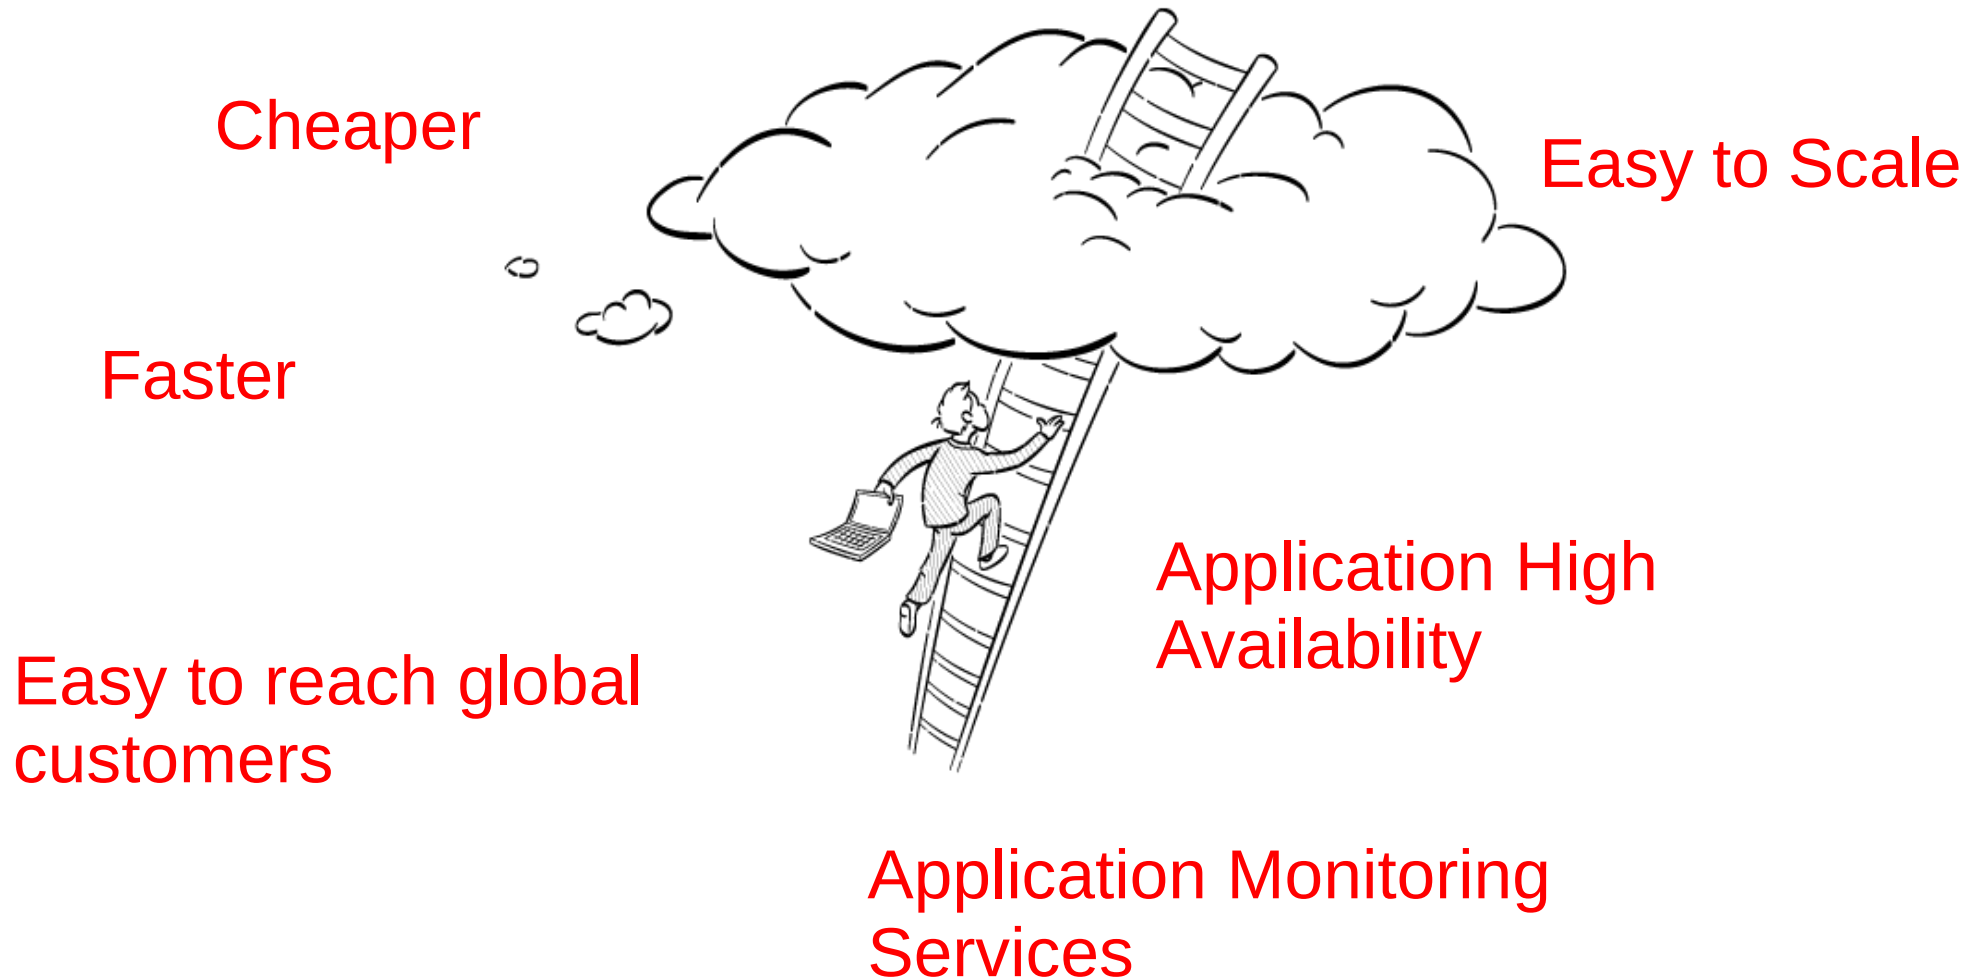 Cheaper
Easy to Scale
Faster
Application High
Availability
Easy to reach global
customers
Application Monitoring
Services